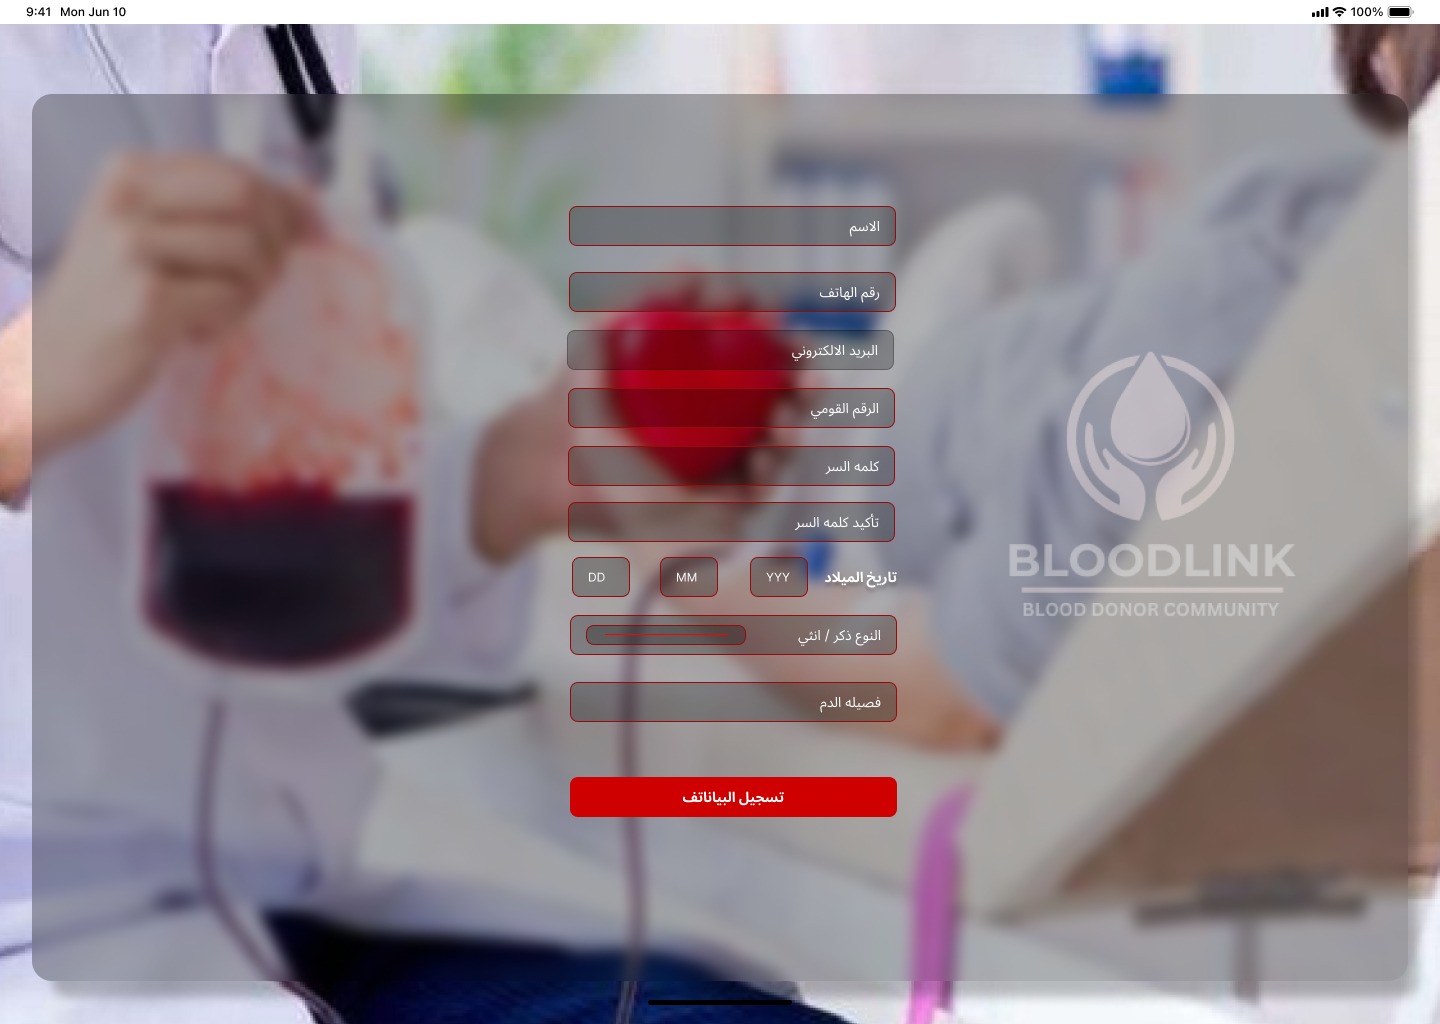 9:41 Mon Jun 10 100%
الاسم
رقم الهاتف
البريد الالكتروني
الرقم القومي
كلمه السر
تأكيد كلمه السر
تاريخ الميلاد YYY MM DD
النوع ذكر / انثي
فصيله الدم
تسجيل البياناتف
BLOODLINK
BLOOD DONOR COMMUNITY